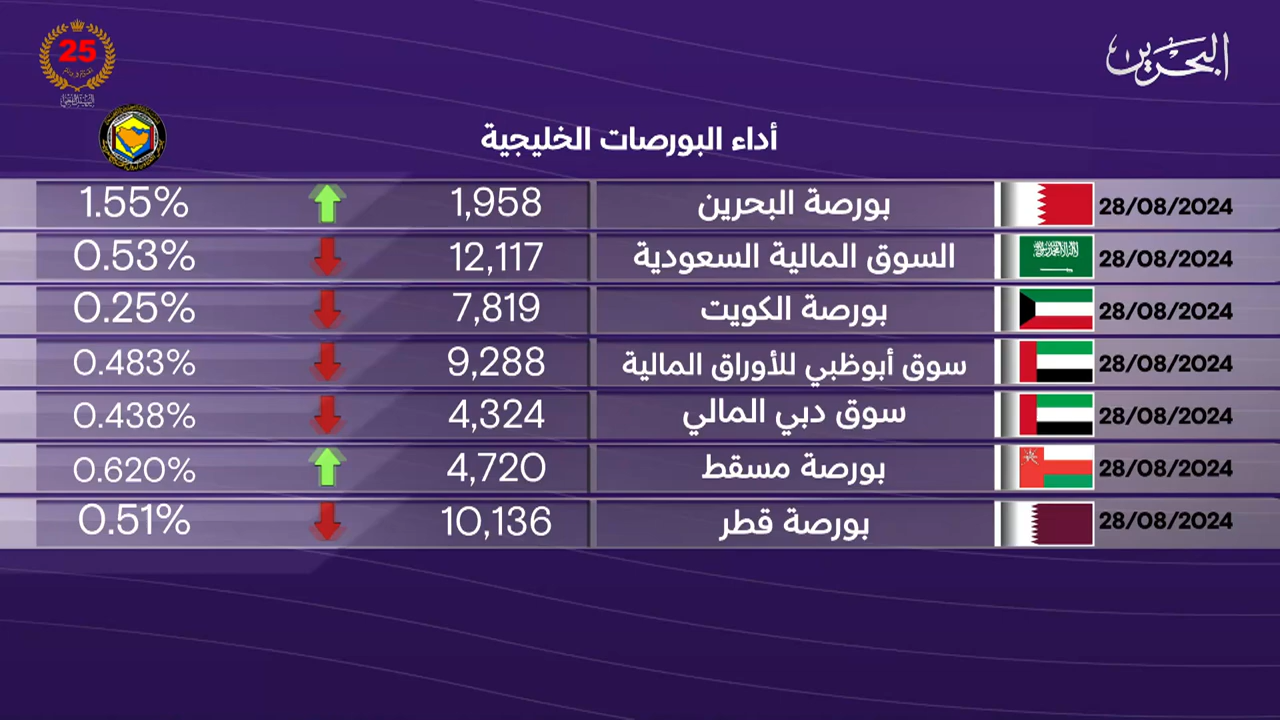 البحرين
25
أداء البورصات الخليجية
28/08/2024 بورصة البحرين 1,958 1.55%
28/08/2024 السوق المالية السعودية 12,117 0.53%
28/08/2024 بورصة الكويت 7,819 0.25%
28/08/2024 سوق أبوظبي للأوراق المالية 9,288 0.483%
28/08/2024 سوق دبي المالي 4,324 0.438%
28/08/2024 بورصة مسقط 4,720 0.620%
28/08/2024 بورصة قطر 10,136 0.51%